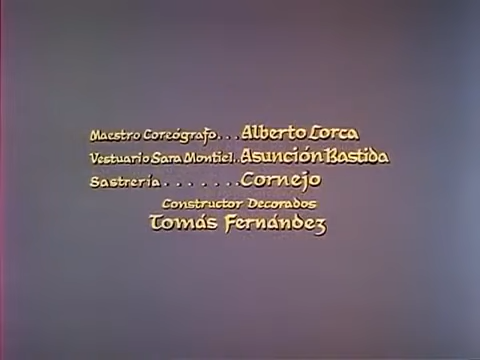 Maestro Coreógrafo...Alberto Lorca
Vestuario Sara Montiel..Asunción Bastida
Sastrería.......Cornejo
Constructor Decorados
Tomás Fernández